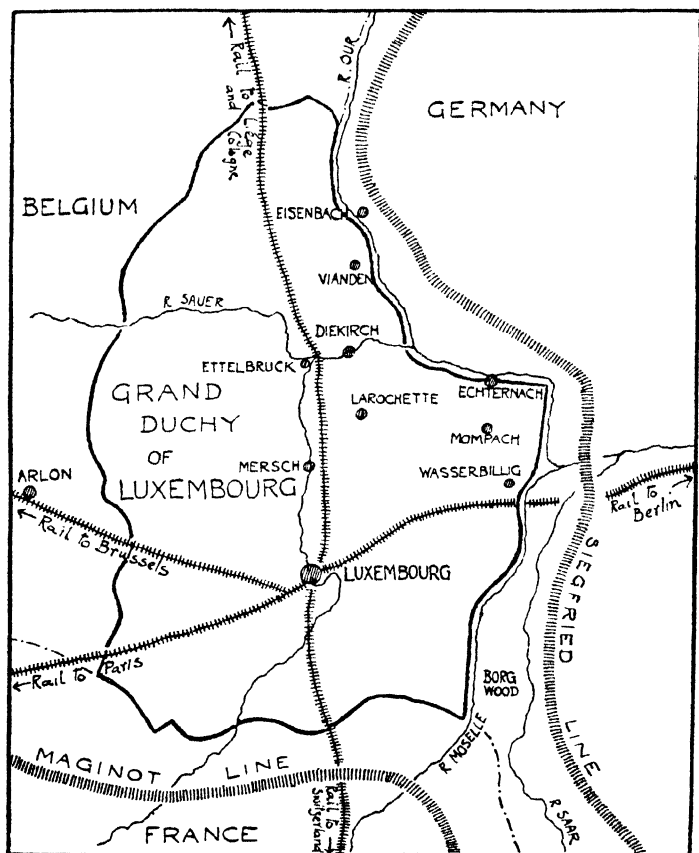 ← Rail to Liége
and Cologne
R. OUR
GERMANY
BELGIUM
EISENBACH
VIANDEN
R SAUER
DIEKIRCH
ETTELBRUCK
GRAND
DUCHY
OF
LUXEMBOURG
LAROCHETTE
ECHTERNACH
MOMPACH
MERSCH
WASSERBILLIG
ARLON
← Rail to Brussels
Rail to →
Berlin
LUXEMBOURG
SIEGFRIED
LINE
← Rail to Paris
BORG
WOOD
R MOSELLE
MAGINOT LINE
Rail to →
Switzerland
R SAAR
FRANCE